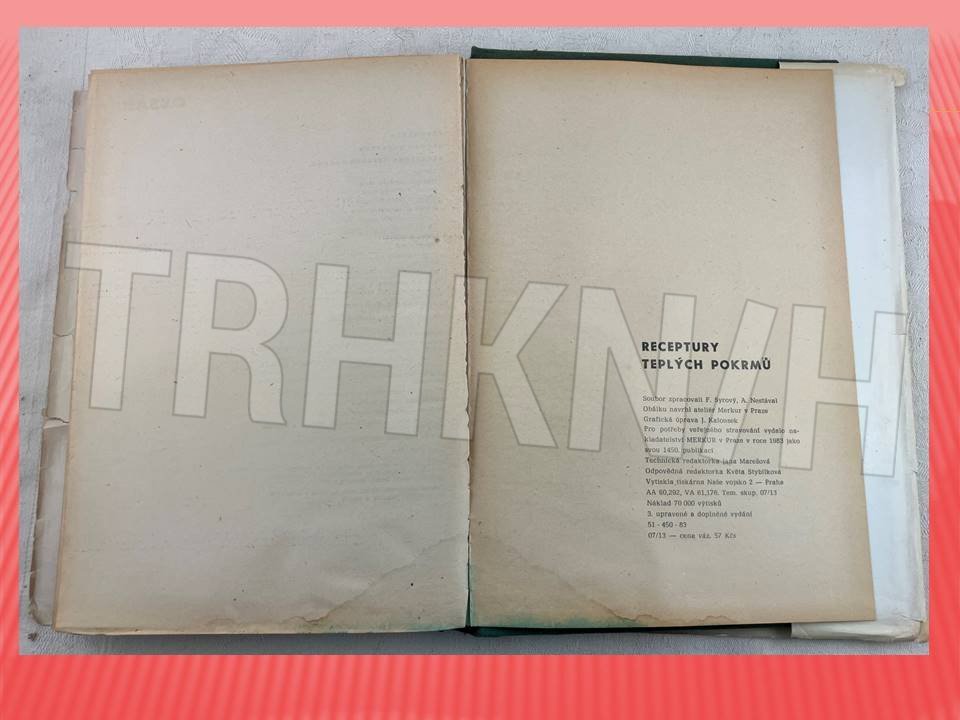 TRHKNIH
RECEPTURY
TEPLÝCH POKRMŮ
Soubor zpracovali F. Syrový, A. Nestával
Obálku navrhl ateliér Merkur v Praze
Grafická úprava J. Kalousek
Pro potřeby veřejného stravování vydalo na-
kladatelství MERKUR v Praze v roce 1983 jako
svou 1450. publikaci
Technická redaktorka Jana Marešová
Odpovědná redaktorka Květa Stybliková
Vytiskla tiskárna Naše vojsko 2 — Praha
AA 60,292, VA 61,176. Tem. skup. 07/13
Náklad 70 000 výtisků
3. upravené a doplněné vydání
51 - 450 - 83
07/13 — cena váz. 57 Kčs